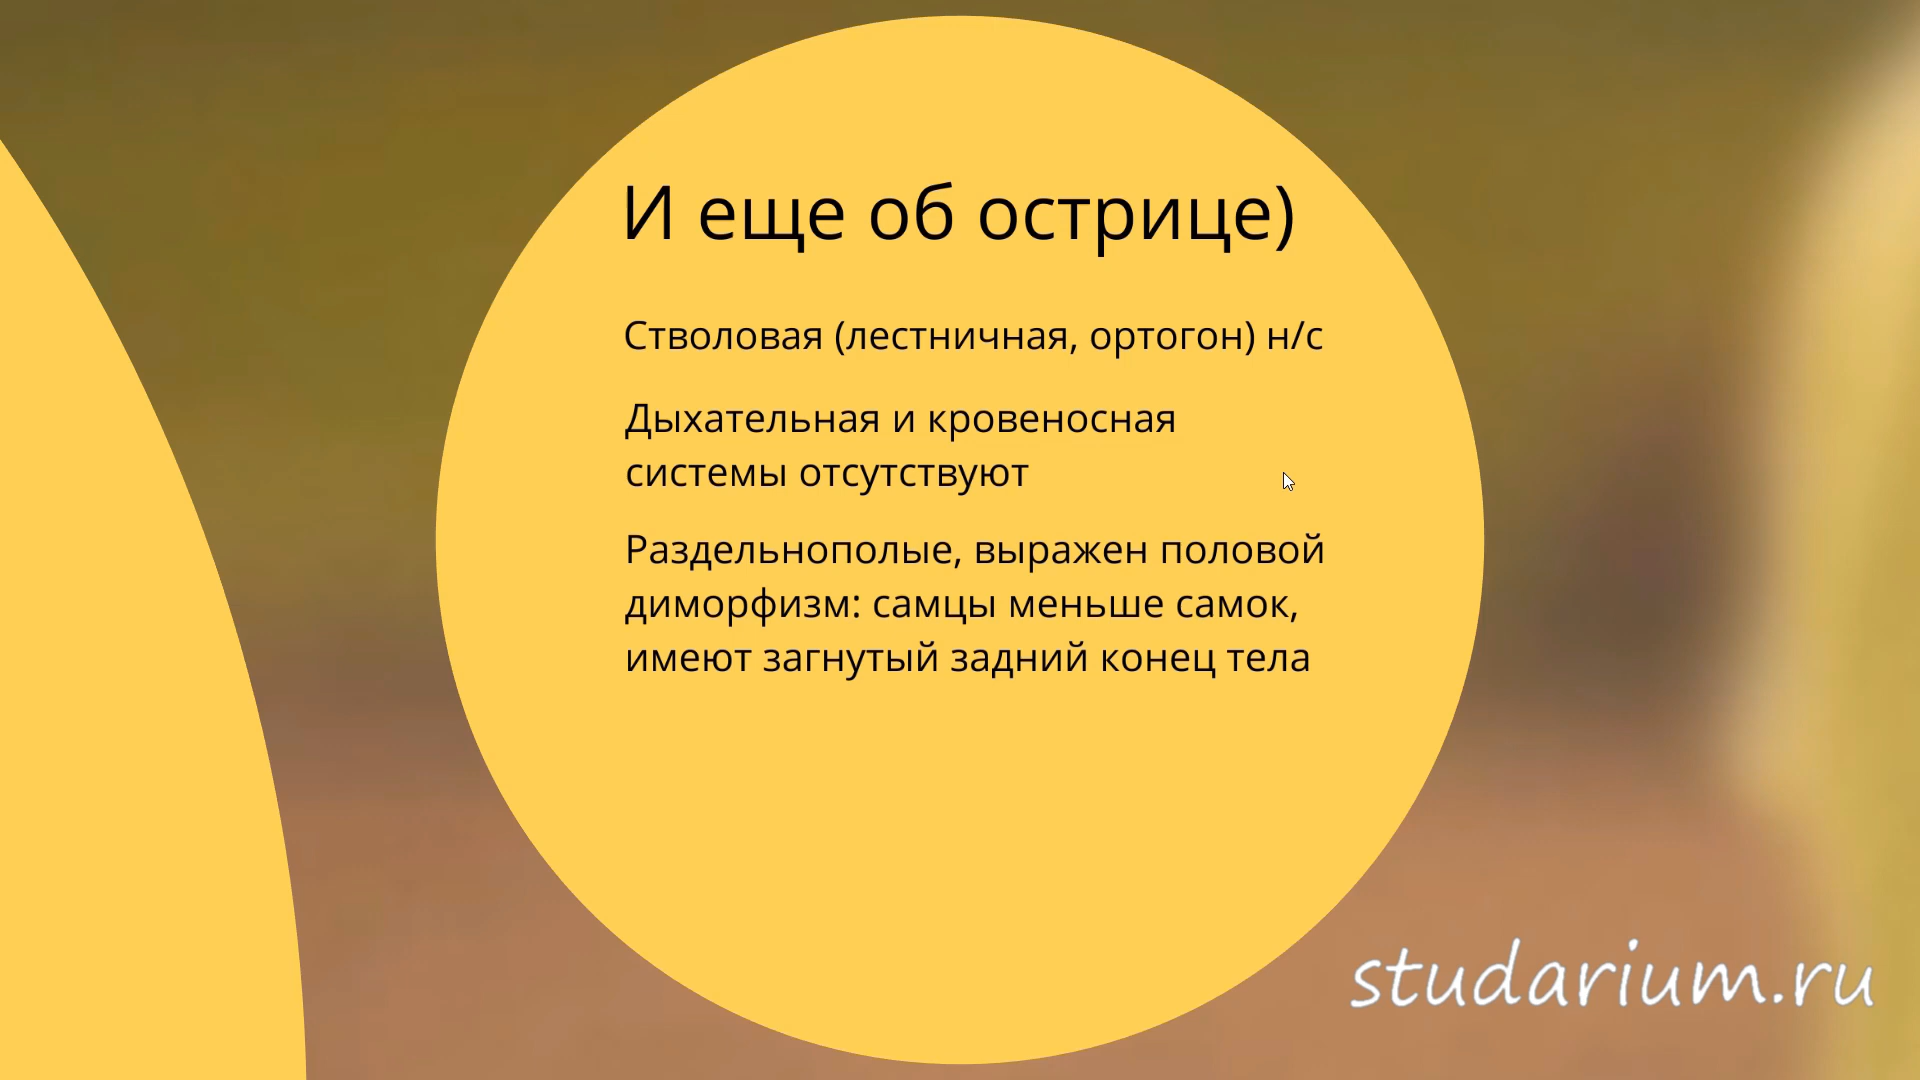 И еще об острице)
Стволовая (лестничная, ортогон) н/с
Дыхательная и кровеносная
системы отсутствуют
Раздельнополые, выражен половой
диморфизм: самцы меньше самок,
имеют загнутый задний конец тела
studarium.ru